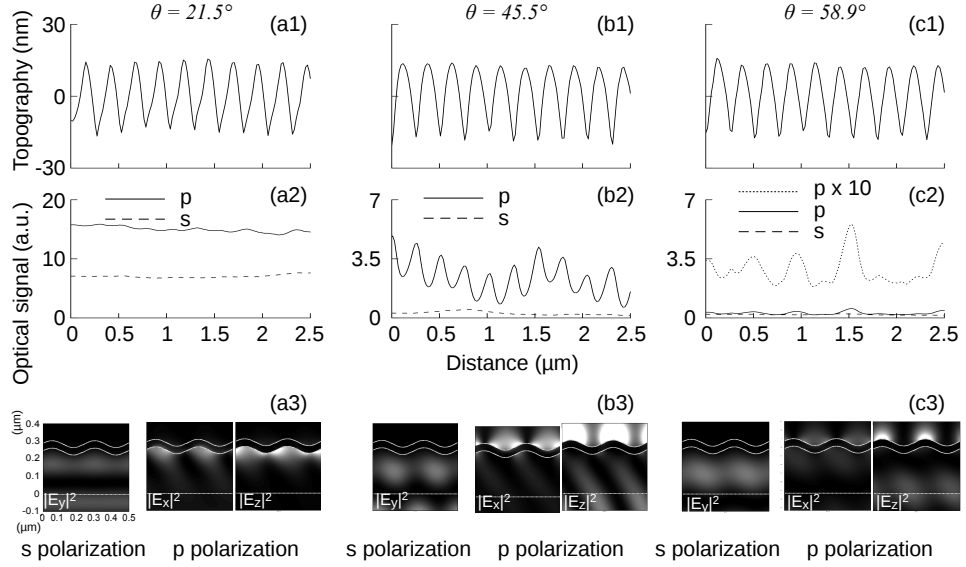 θ = 21.5° θ = 45.5° θ = 58.9°
(a1) (b1) (c1)
Topography (nm)
30
0
-30
(a2) (b2) (c2)
Optical signal (a.u.)
20
10
0
p
s
7
3.5
0
p
s
7
3.5
0
p x 10
p
s
0 0.5 1 1.5 2 2.5
0 0.5 1 1.5 2 2.5
0 0.5 1 1.5 2 2.5
Distance (µm)
(a3) (b3) (c3)
(µm)
0.4
0.3
0.2
0.1
0
-0.1
|Ey|² |Ex|² |Ez|²
|Ey|² |Ex|² |Ez|²
|Ey|² |Ex|² |Ez|²
0 0.1 0.2 0.3 0.4 0.5
(µm)
s polarization p polarization s polarization p polarization s polarization p polarization